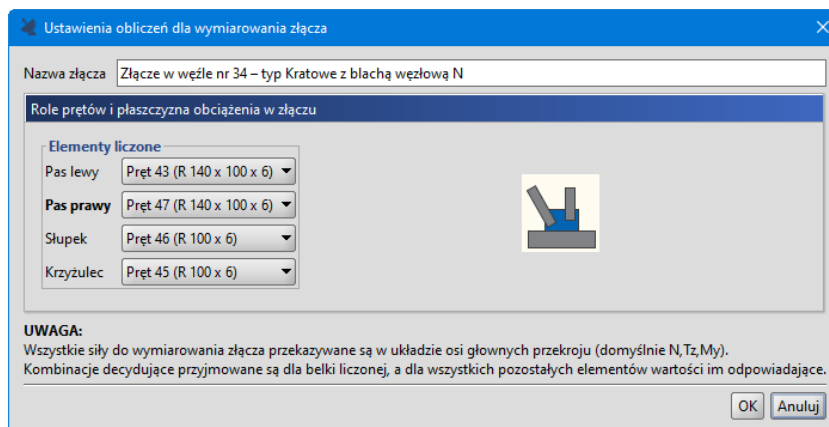 Ustawienia obliczeń dla wymiarowania złącza
Nazwa złącza Złącze w węźle nr 34 – typ Kratowe z blachą węzłową N
Role prętów i płaszczyzna obciążenia w złączu
Elementy liczone
Pas lewy Pręt 43 (R 140 x 100 x 6)
Pas prawy Pręt 47 (R 140 x 100 x 6)
Słupek Pręt 46 (R 100 x 6)
Krzyżulec Pręt 45 (R 100 x 6)
UWAGA:
Wszystkie siły do wymiarowania złącza przekazywane są w układzie osi głownych przekroju (domyślnie N,Tz,My).
Kombinacje decydujące przyjmowane są dla belki liczonej, a dla wszystkich pozostałych elementów wartości im odpowiadające.
OK Anuluj